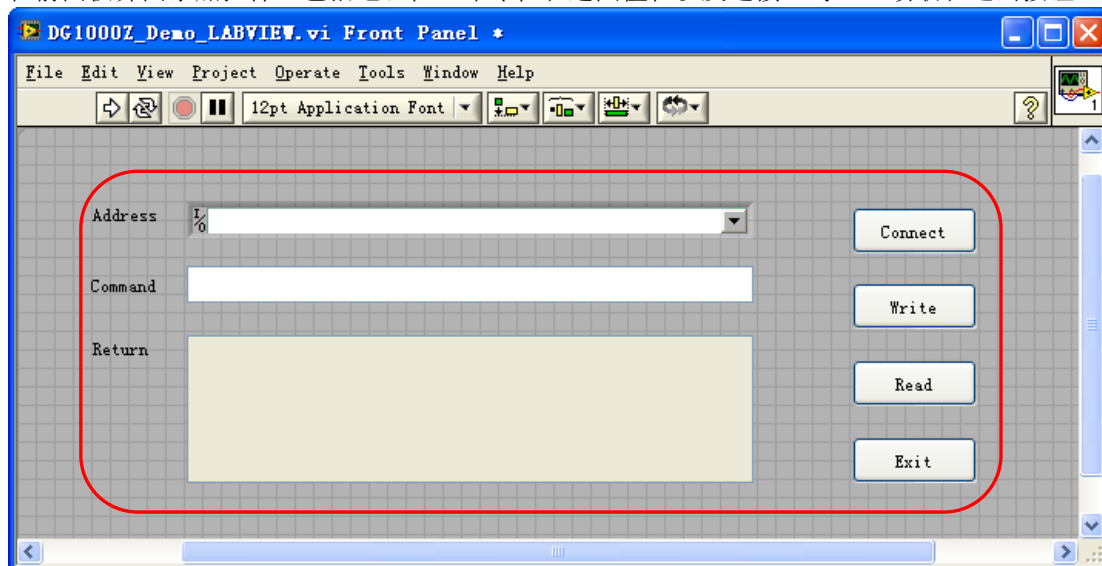 DG1000Z_Demo_LABVIEW.vi Front Panel *
File Edit View Project Operate Tools Window Help
12pt Application Font
1
Address
Connect
Command
Write
Return
Read
Exit